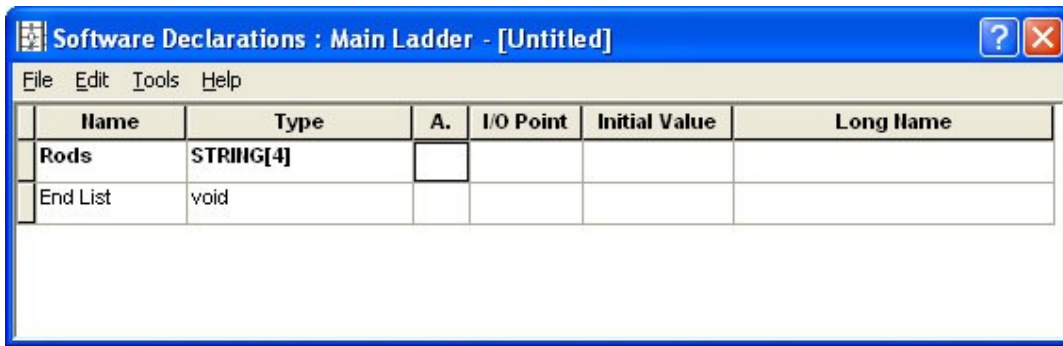 Software Declarations : Main Ladder - [Untitled]
File Edit Tools Help
Name Type A. I/O Point Initial Value Long Name
Rods STRING[4]
End List void